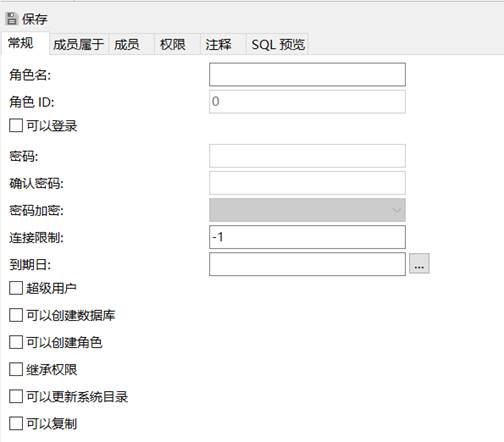 保存
常规 成员属于 成员 权限 注释 SQL 预览
角色名:
角色 ID: 0
可以登录
密码:
确认密码:
密码加密:
连接限制: -1
到期日: ...
超级用户
可以创建数据库
可以创建角色
继承权限
可以更新系统目录
可以复制